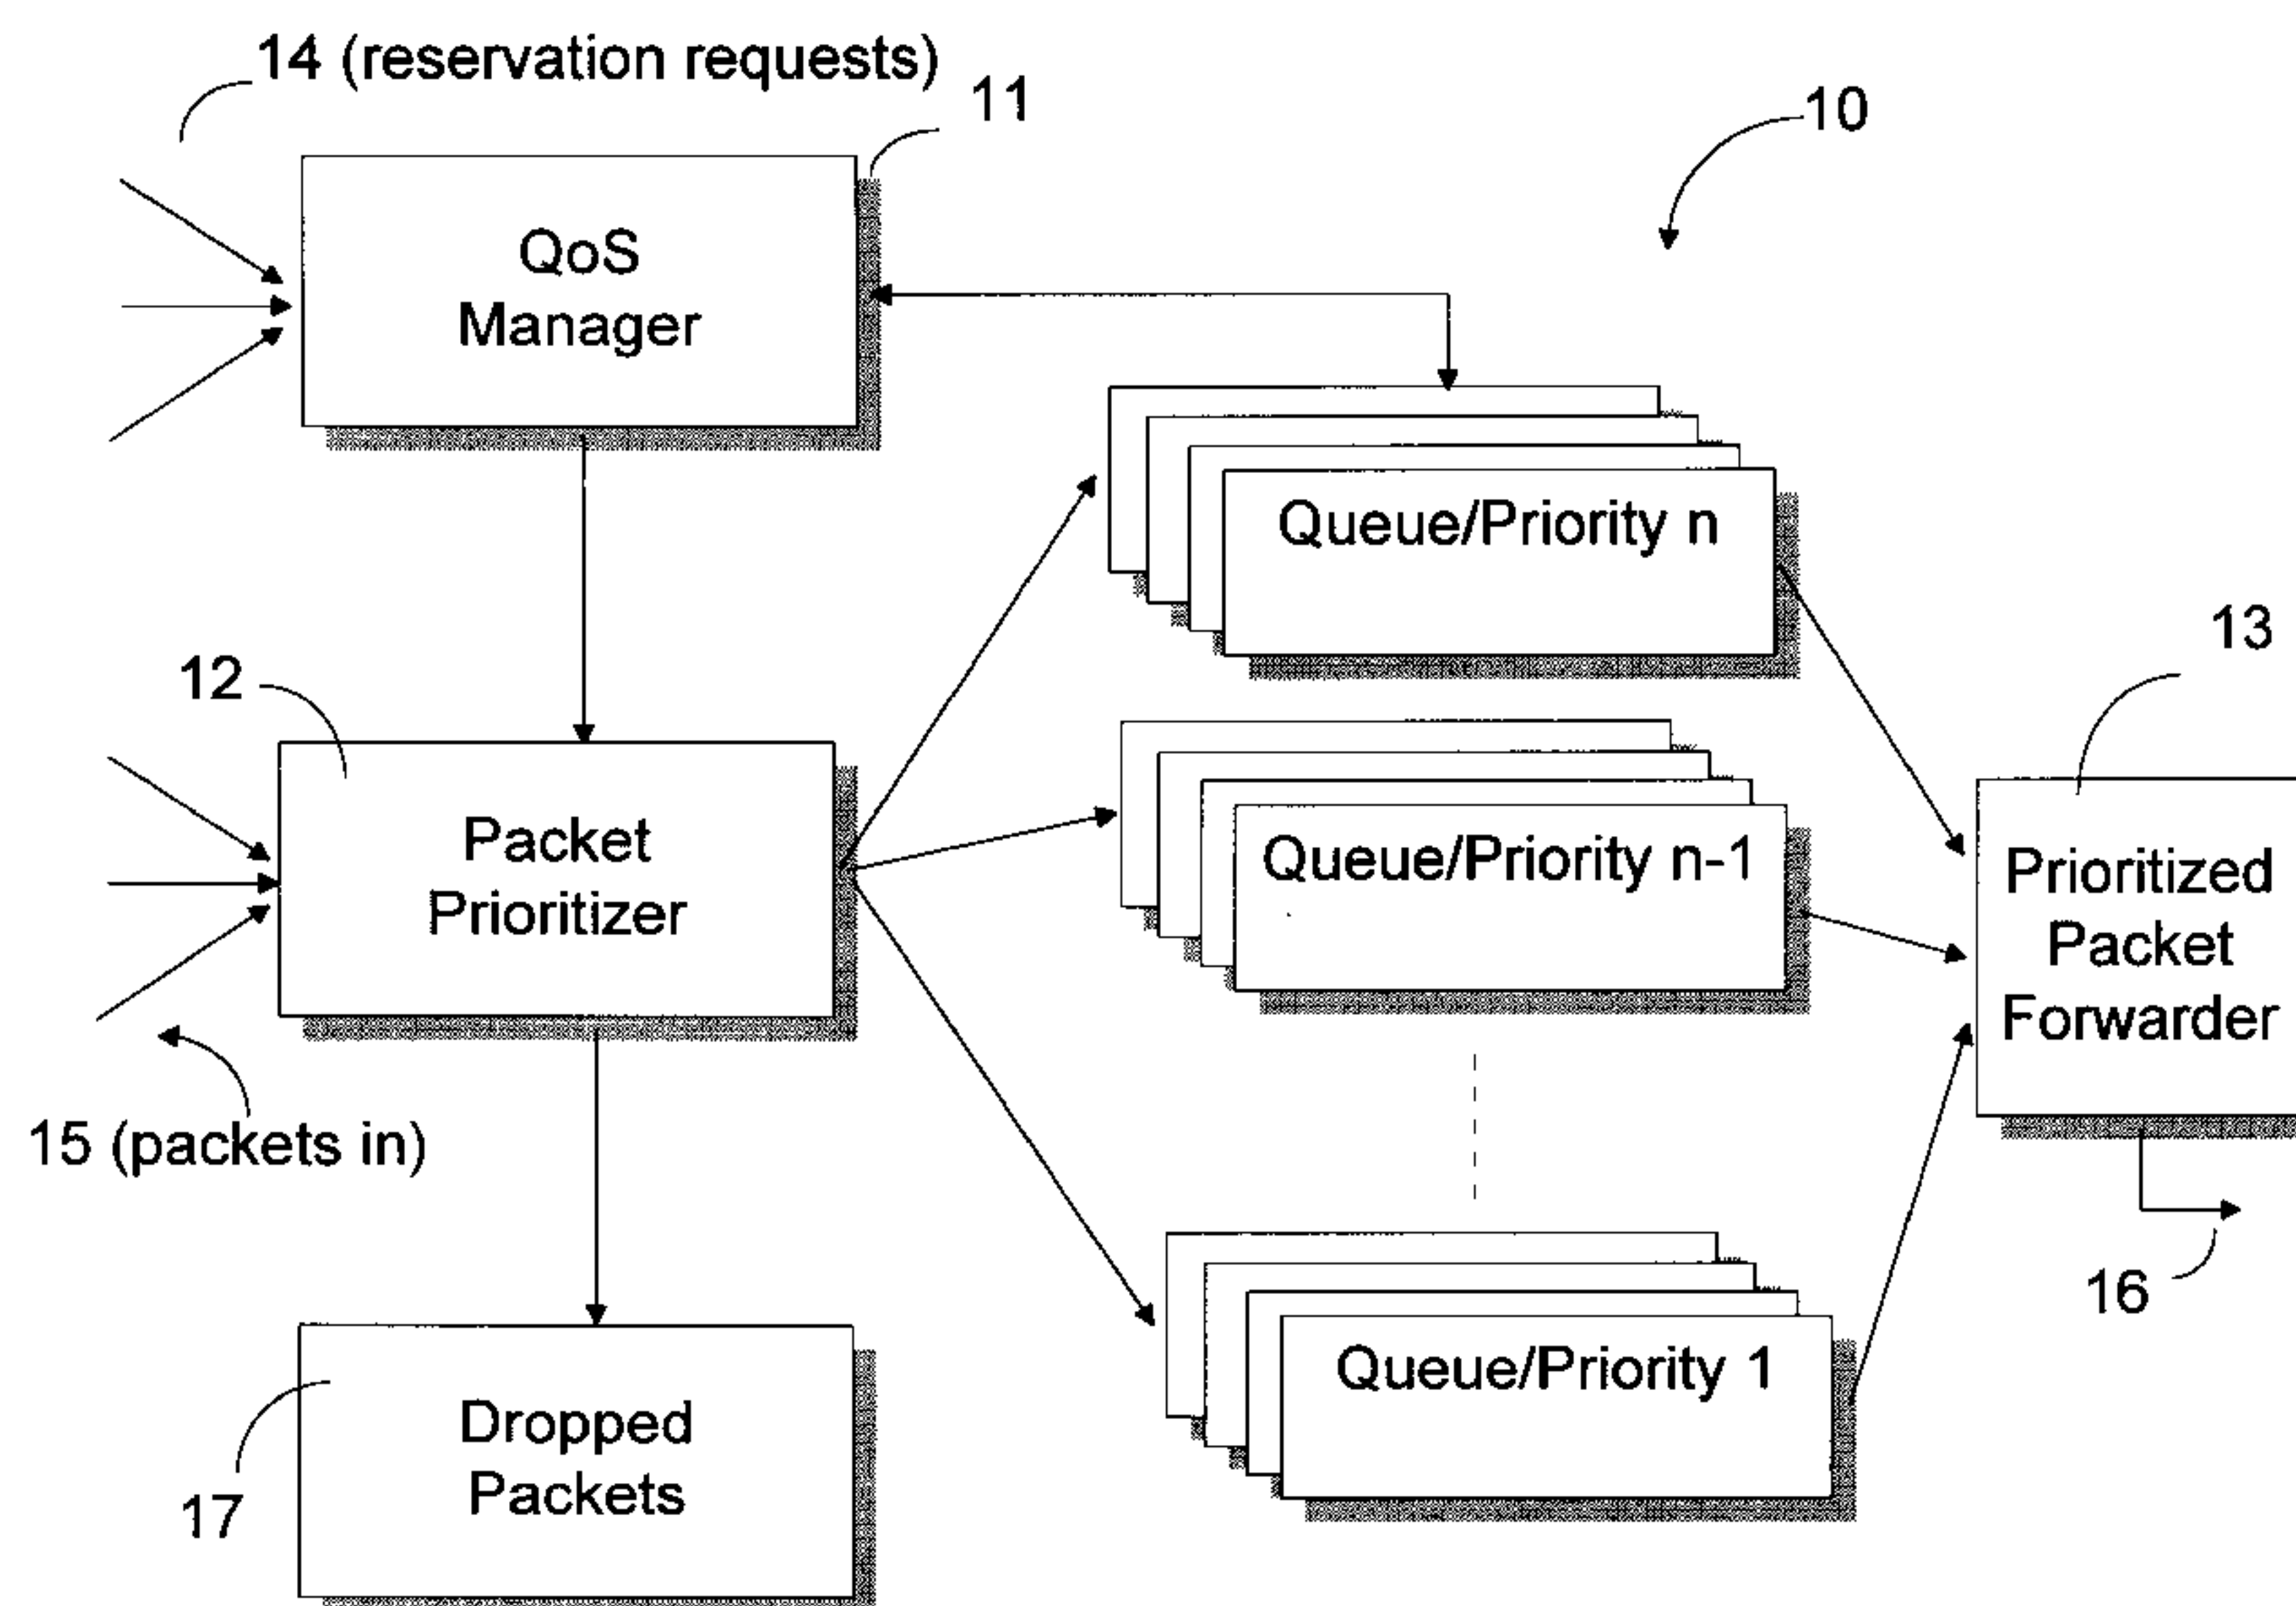 14 (reservation requests)
11
10
QoS
Manager
Queue/Priority n
13
12
Packet
Prioritizer
Queue/Priority n-1
Prioritized
Packet
Forwarder
15 (packets in)
16
Queue/Priority 1
Dropped
Packets
17